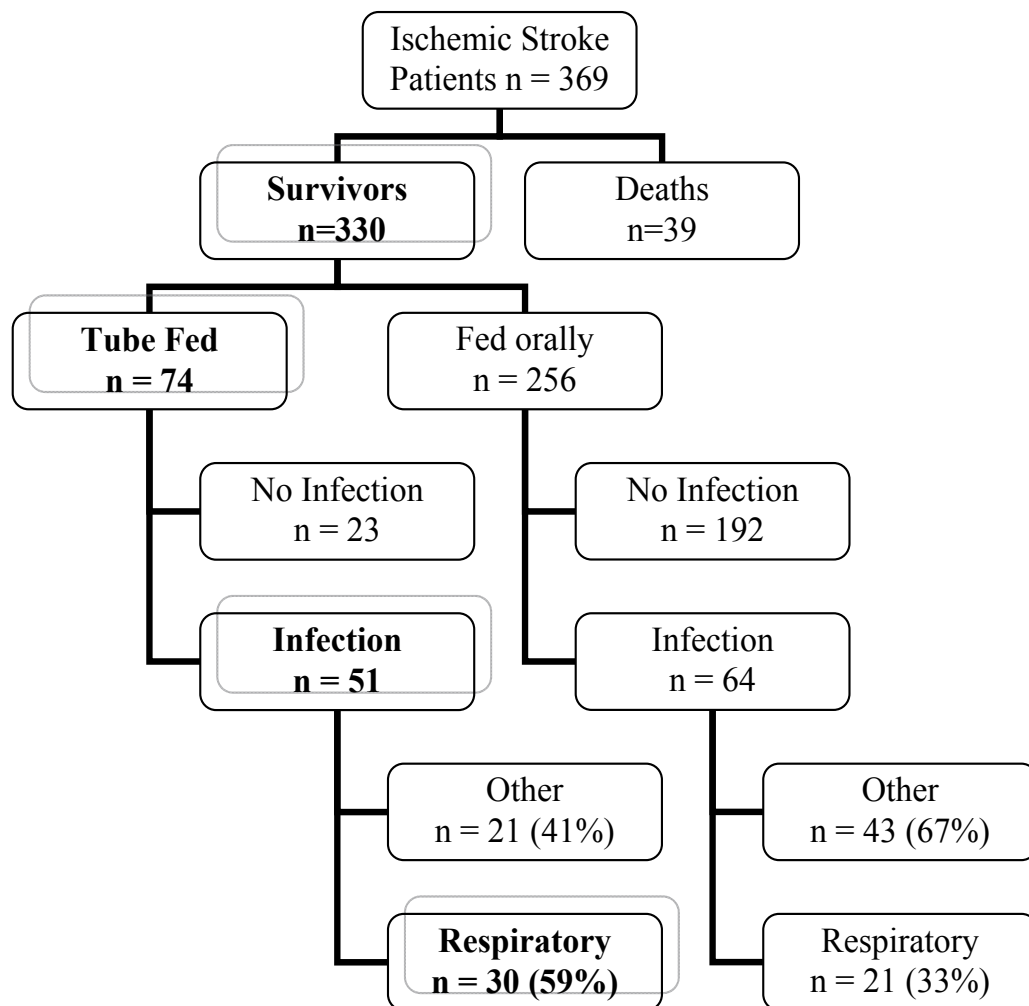 Ischemic Stroke
Patients n = 369
Survivors
n=330
Deaths
n=39
Tube Fed
n = 74
Fed orally
n = 256
No Infection
n = 23
No Infection
n = 192
Infection
n = 51
Infection
n = 64
Other
n = 21 (41%)
Other
n = 43 (67%)
Respiratory
n = 30 (59%)
Respiratory
n = 21 (33%)